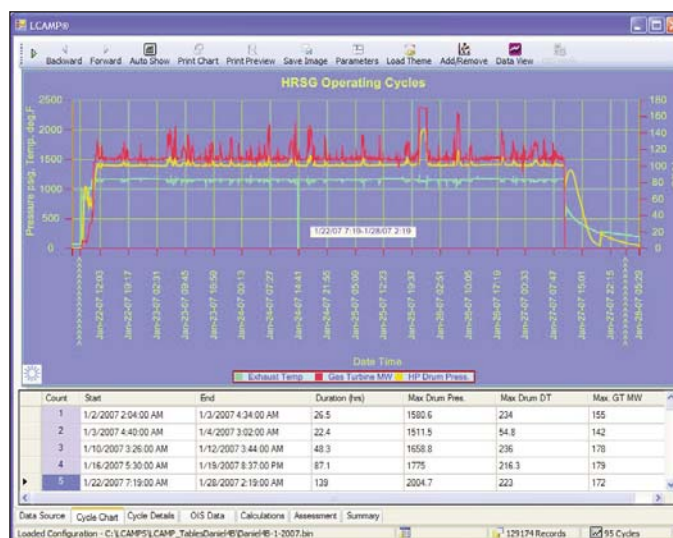 LCAMP®
Backward Forward Auto Show Print Chart Print Preview Save Image Parameters Load Theme Add/Remove Data View
HRSG Operating Cycles
Pressure psig, Temp, deg.F.
2500
2000
1500
1000
500
0
180
160
140
120
100
80
60
40
20
0
1/22/07 7:19-1/28/07 2:19
Jan-22-07 12:03
Jan-22-07 19:17
Jan-23-07 02:31
Jan-23-07 09:45
Jan-24-07 00:13
Jan-24-07 07:27
Jan-24-07 14:41
Jan-24-07 21:55
Jan-25-07 05:09
Jan-25-07 12:23
Jan-25-07 19:37
Jan-26-07 02:51
Jan-26-07 10:05
Jan-26-07 17:19
Jan-27-07 00:33
Jan-27-07 07:47
Jan-27-07 15:01
Jan-27-07 22:15
Jan-28-07 05:29
Date Time
Exhaust Temp Gas Turbine MW HP Drum Press.
Count Start End Duration (hrs) Max Drum Pres. Max Drum DT Max. GT MW
1 1/2/2007 2:04:00 AM 1/3/2007 4:34:00 AM 26.5 1580.6 234 155
2 1/3/2007 4:40:00 AM 1/4/2007 3:02:00 AM 22.4 1511.5 54.8 142
3 1/10/2007 3:26:00 AM 1/12/2007 3:44:00 AM 48.3 1658.8 236 178
4 1/16/2007 5:30:00 AM 1/19/2007 8:37:00 PM 87.1 1775 216.3 179
5 1/22/2007 7:19:00 AM 1/28/2007 2:19:00 AM 139 2004.7 223 172
Data Source Cycle Chart Cycle Details OIS Data Calculations Assessment Summary
Loaded Configuration - C:\LCAMPS\LCAMP_TablesDaniel4B\Daniel4B-1-2007.bin 129174 Records 95 Cycles